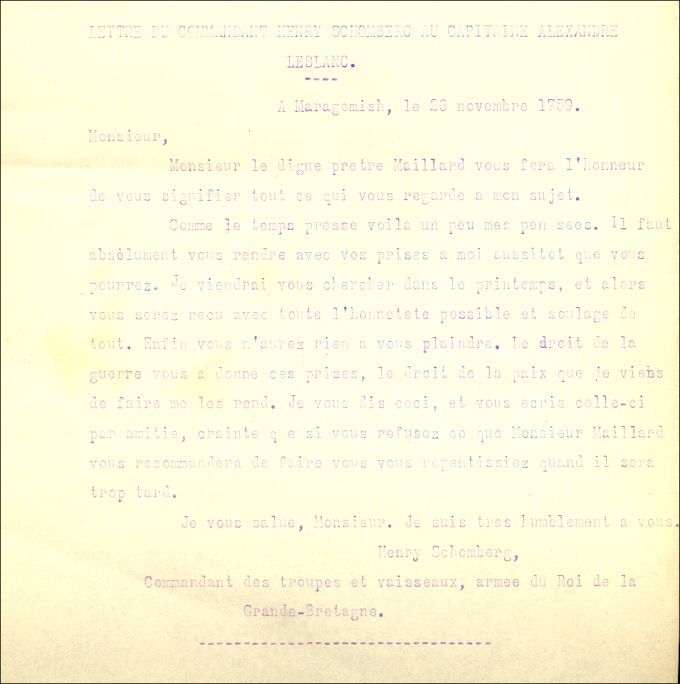 LETTRE DU COMMANDANT HENRY SCHOMBERG AU CAPITAINE ALEXANDRE
LEBLANC.
----
A Maragomish, le 23 novembre 1759.
Monsieur,
Monsieur le digne pretre Maillard vous fera l'honneur
de vous signifier tout ce qui vous regarde a mon sujet.
Comme le temps presse voila un peu mes pen sees. Il faut
absolument vous rendre avec vos prises a moi aussitot que vous
pourrez. Je viendrai vous chercher dans le printemps, et alors
vous serez recu avec toute l'honnetete possible et soulage de
tout. Enfin vous n'aurez rien a vous plaindre. Le droit de la
guerre vous a donne ces prises, le droit de la paix que je viens
de faire me les rend. Je vous dis ceci, et vous ecris celle-ci
par amitie, crainte que si vous refusez ce que Monsieur Maillard
vous recommandera de faire vous vous repentissiez quand il sera
trop tard.
Je vous salue, Monsieur. Je suis tres humblement a vous.
Henry Schomberg,
Commandant des troupes et vaisseaux, armee du Roi de la
Grande-Bretagne.
-----------------------------